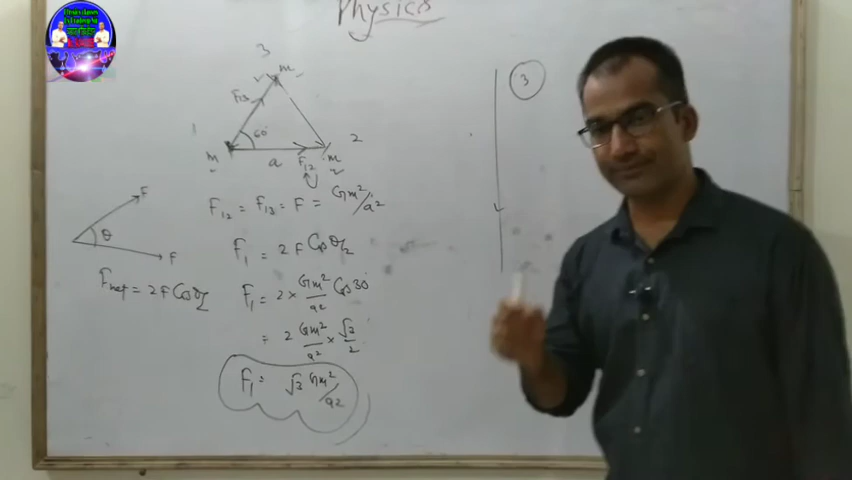 Physics
3
m
F13
60°
1
2
m
a
F12
m
3
F12 = F13 = F = Gm²/a²
F
θ
F
Fnet = 2F Cos θ/2
F1 = 2F Cos θ/2
F1 = 2 × Gm²/a² Cos 30°
= 2 Gm²/a² × √3/2
F1 = √3 Gm²/a²